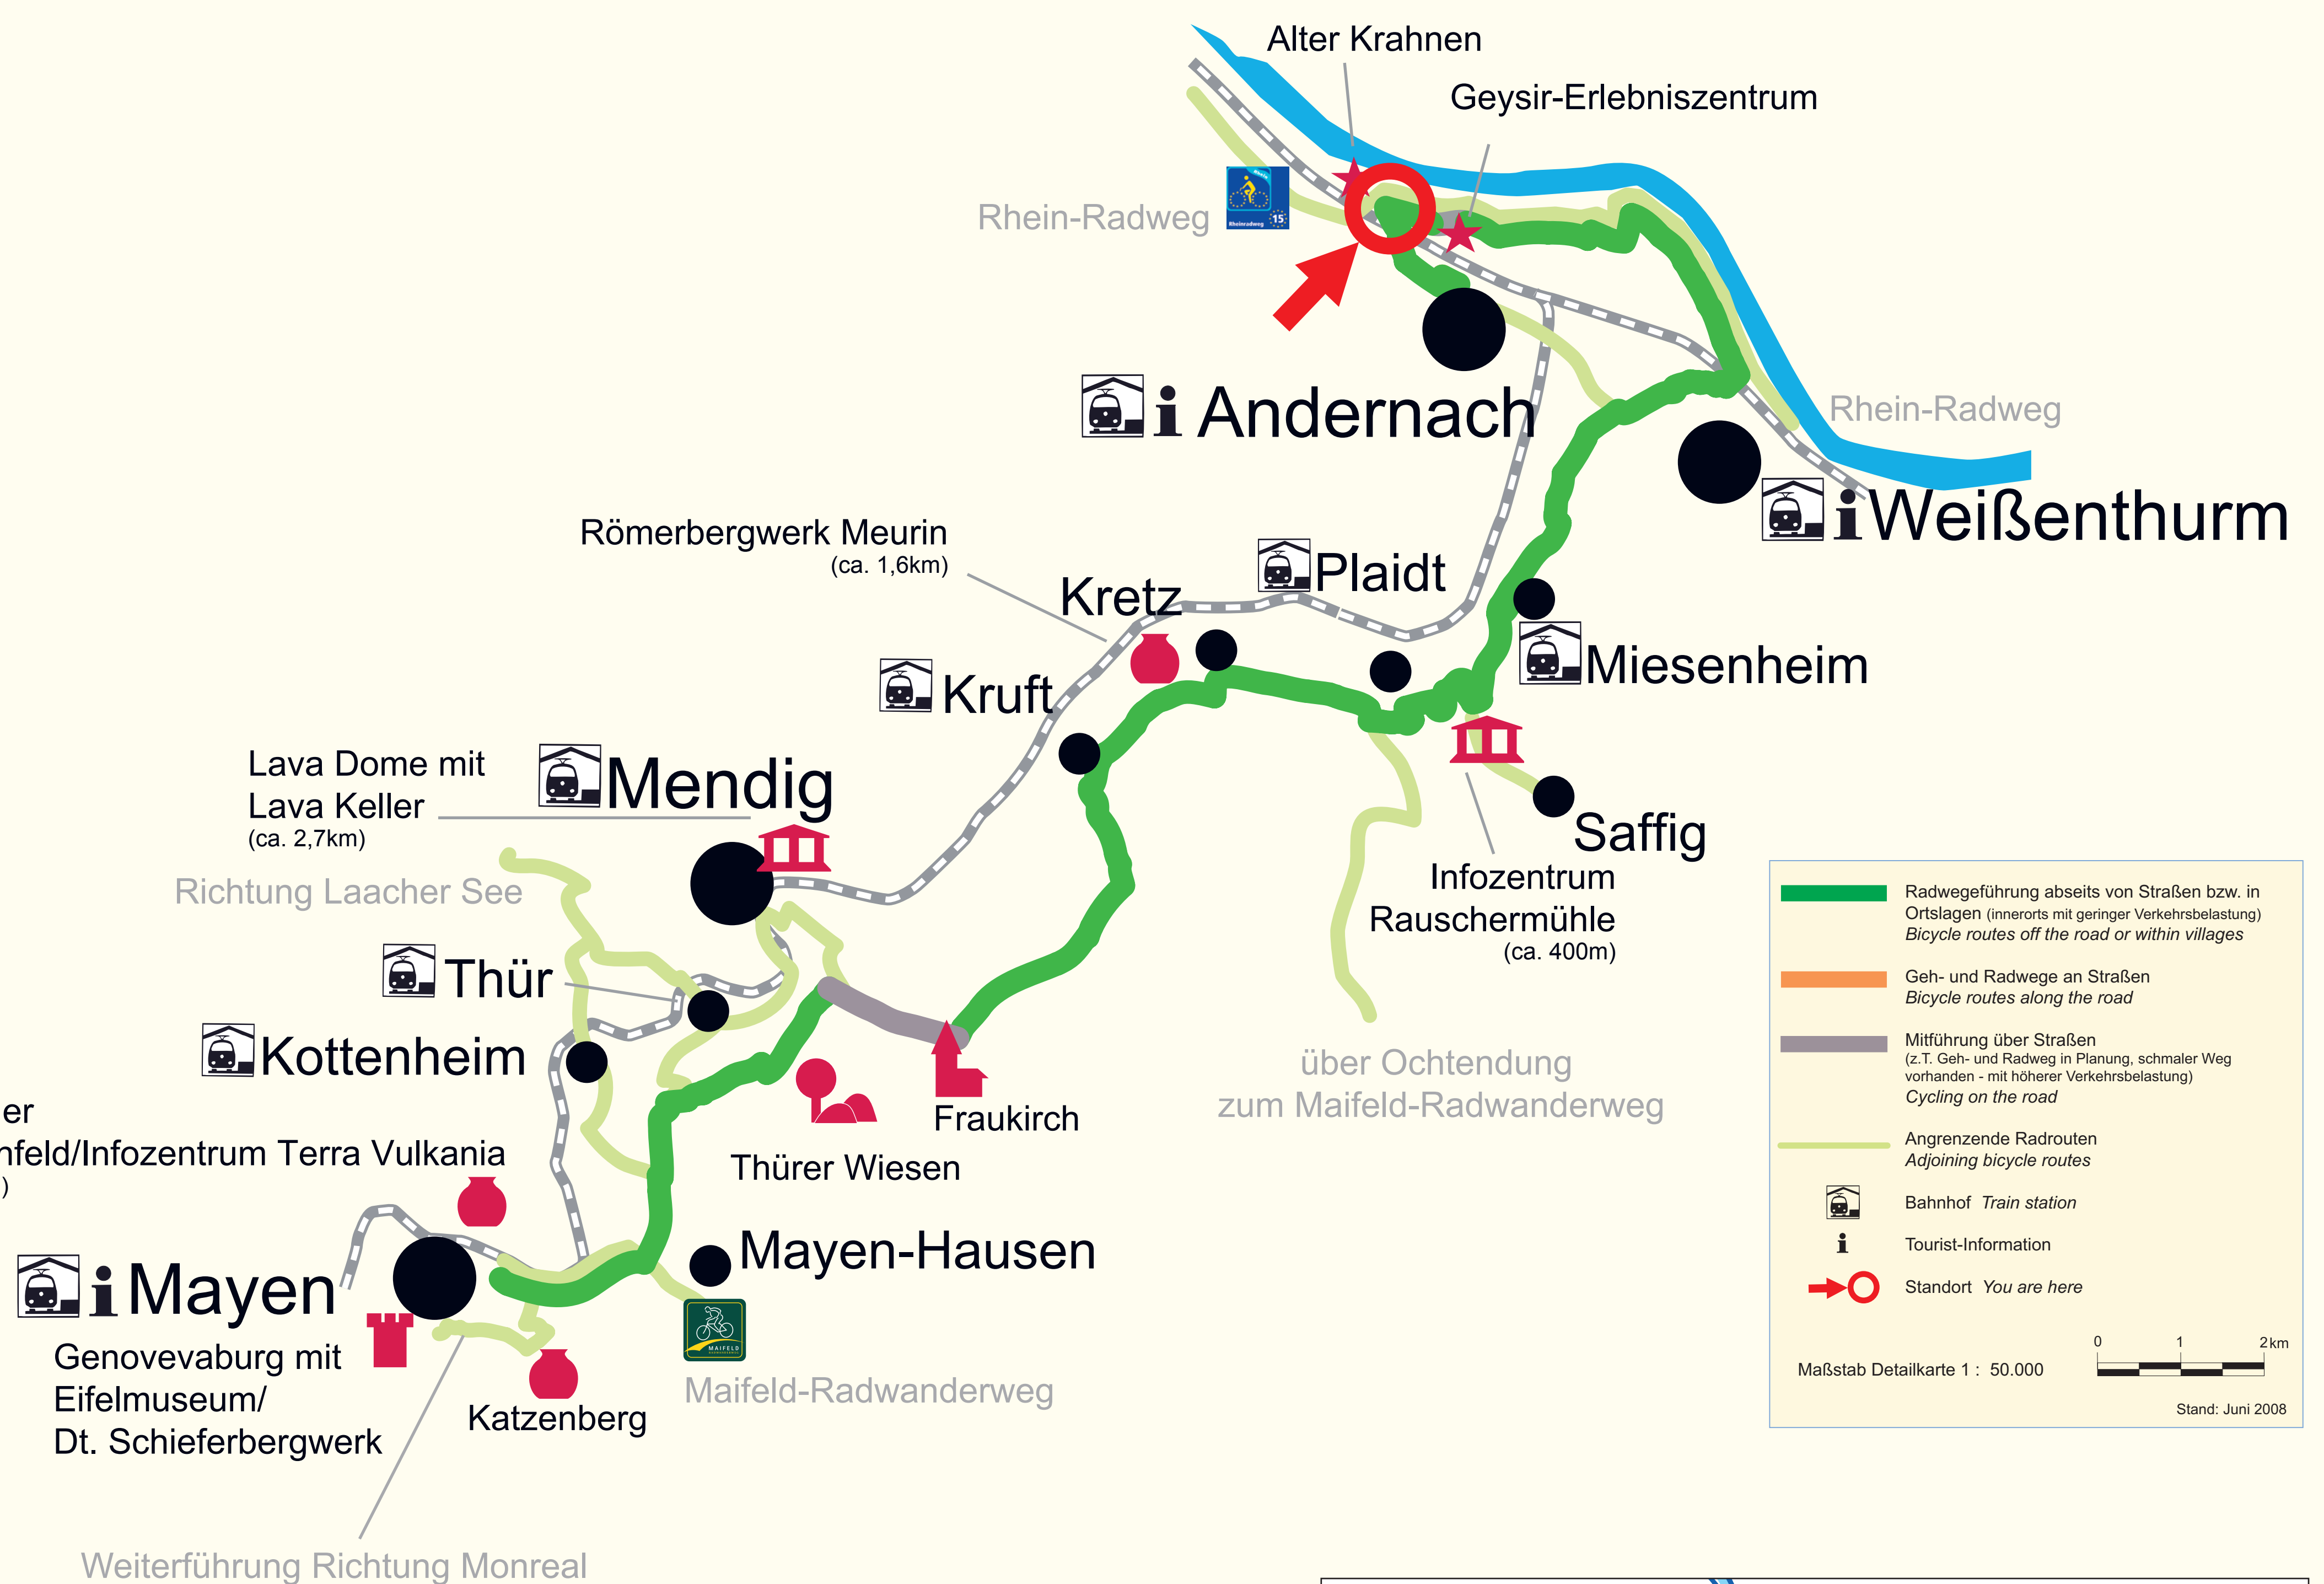 Alter Krahnen
Geysir-Erlebniszentrum
Rhein-Radweg
Rhein
Rheinradweg
15
i Andernach
Rhein-Radweg
i Weißenthurm
Römerbergwerk Meurin
(ca. 1,6km)
Plaidt
Kretz
Miesenheim
Kruft
Lava Dome mit
Lava Keller
(ca. 2,7km)
Mendig
Saffig
Richtung Laacher See
Infozentrum
Rauschermühle
(ca. 400m)
Thür
Kottenheim
über Ochtendung
zum Maifeld-Radwanderweg
er
nfeld/Infozentrum Terra Vulkania
)
Fraukirch
Thürer Wiesen
Mayen-Hausen
i Mayen
MAIFELD
Genovevaburg mit
Eifelmuseum/
Dt. Schieferbergwerk
Katzenberg
Maifeld-Radwanderweg
Weiterführung Richtung Monreal
Radwegeführung abseits von Straßen bzw. in
Ortslagen (innerorts mit geringer Verkehrsbelastung)
Bicycle routes off the road or within villages
Geh- und Radwege an Straßen
Bicycle routes along the road
Mitführung über Straßen
(z.T. Geh- und Radweg in Planung, schmaler Weg
vorhanden - mit höherer Verkehrsbelastung)
Cycling on the road
Angrenzende Radrouten
Adjoining bicycle routes
Bahnhof Train station
i Tourist-Information
Standort You are here
0 1 2 km
Maßstab Detailkarte 1 : 50.000
Stand: Juni 2008